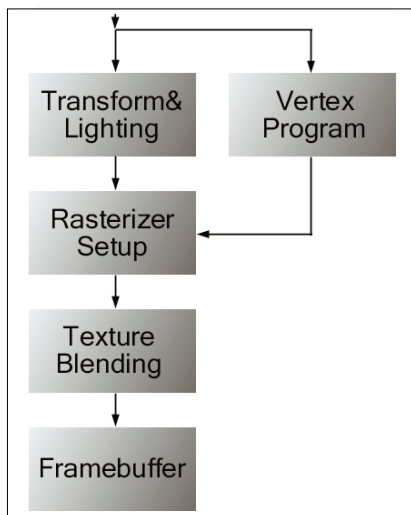 Transform&
Lighting
Vertex
Program
Rasterizer
Setup
Texture
Blending
Framebuffer